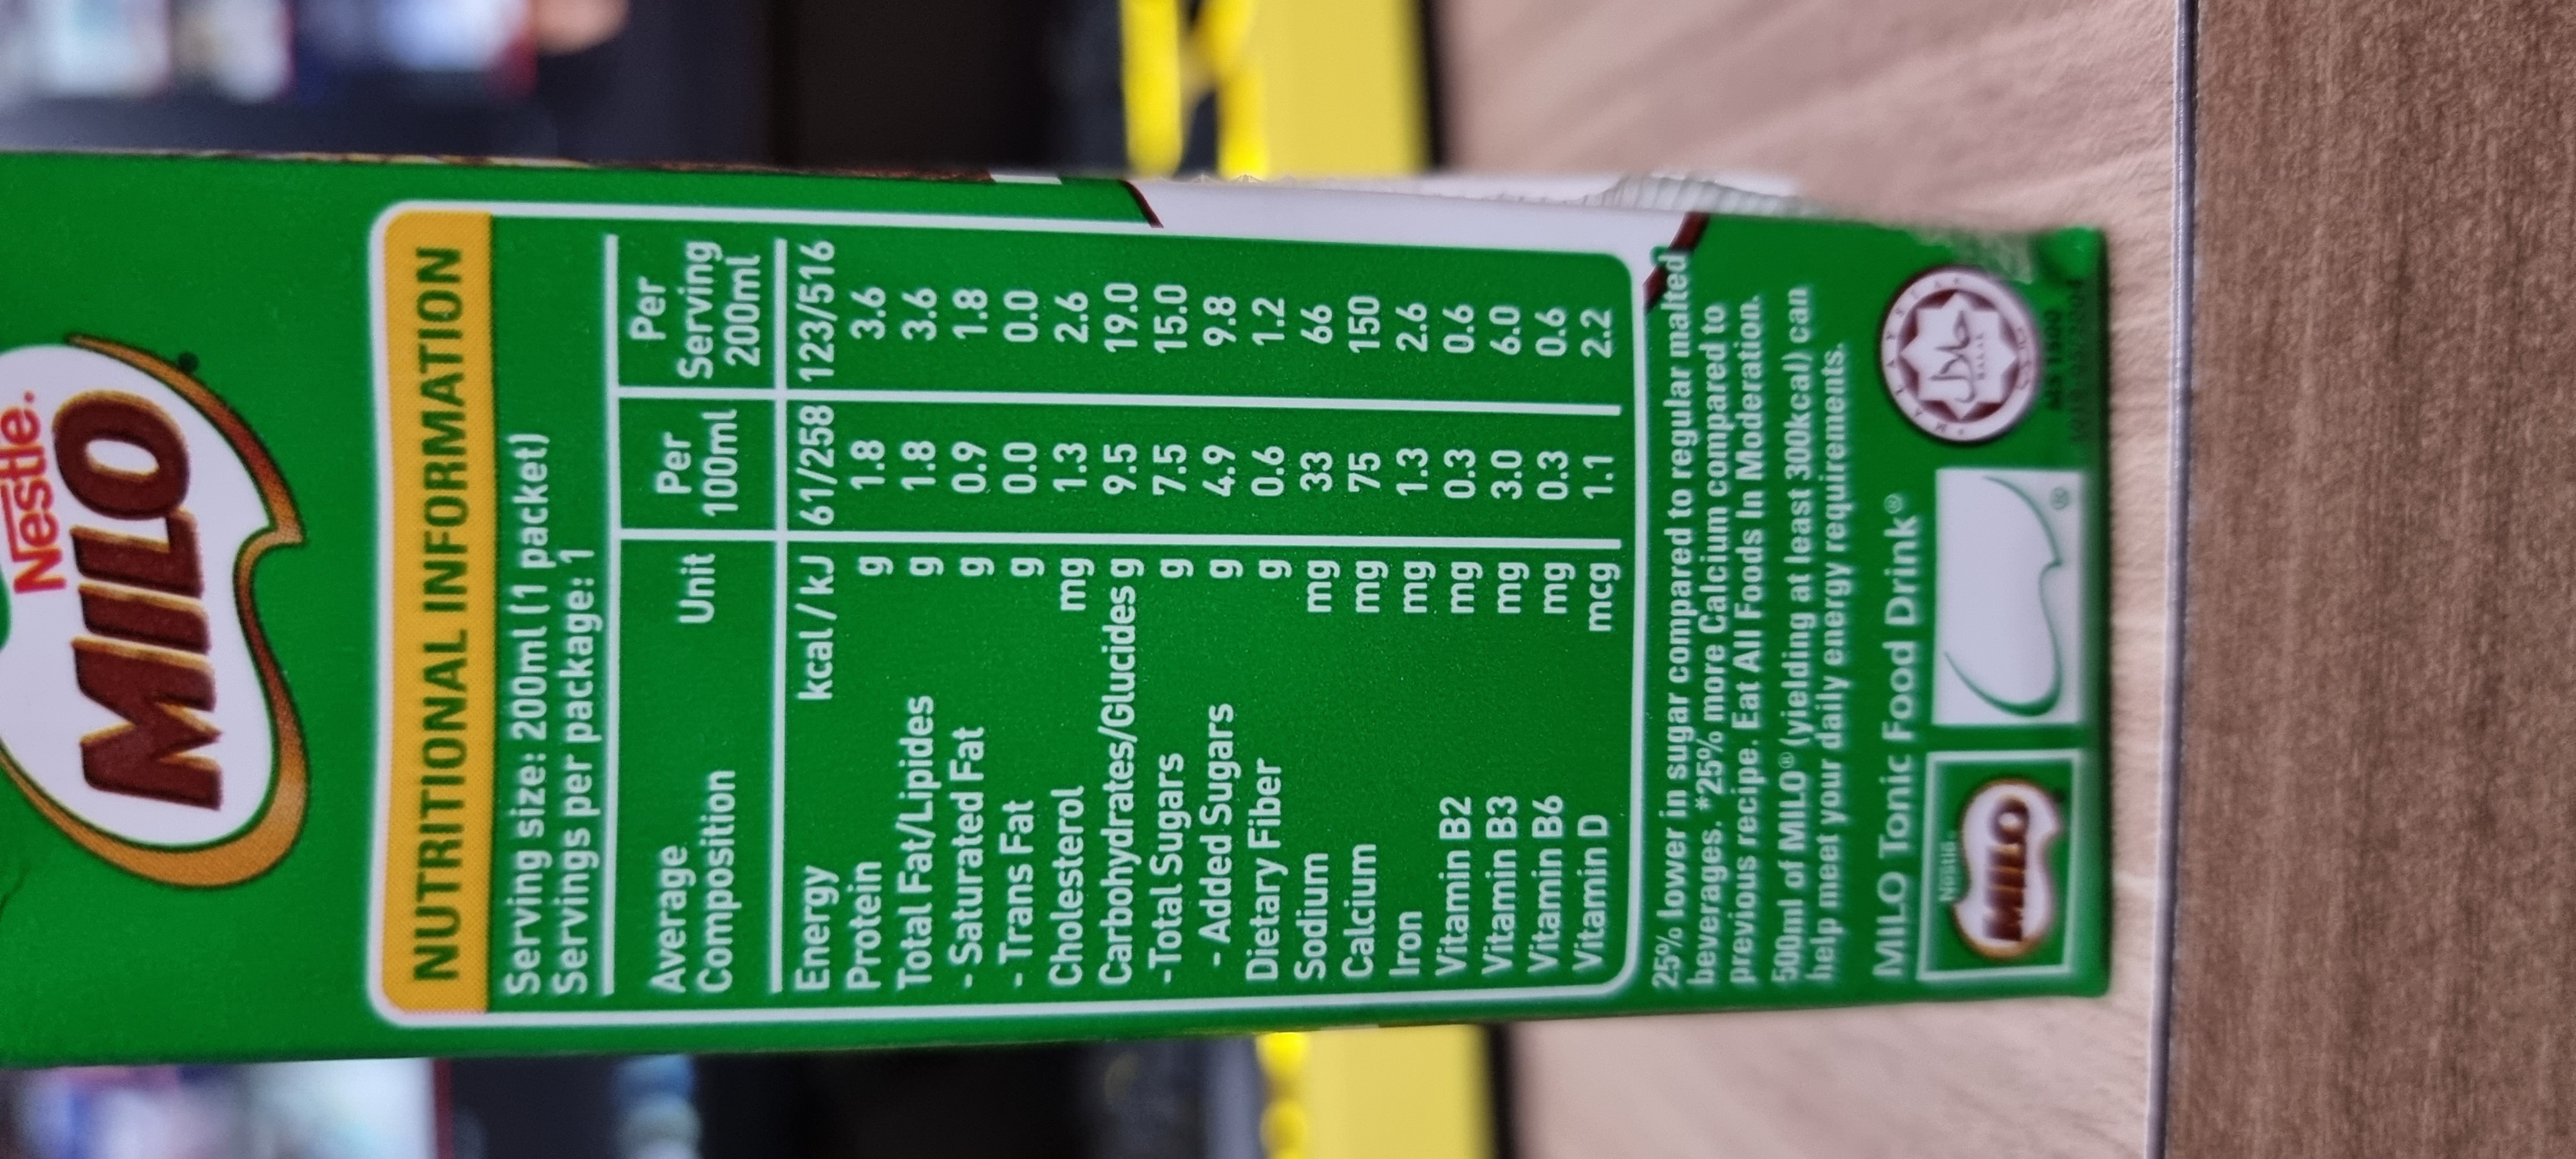 Nestlé.
MILO
NUTRITIONAL INFORMATION
Serving size: 200ml (1 packet)
Servings per package: 1
Average Composition Unit Per 100ml Per Serving 200ml
Energy kcal / kJ 61/258 123/516
Protein g 1.8 3.6
Total Fat/Lipides g 1.8 3.6
- Saturated Fat g 0.9 1.8
- Trans Fat g 0.0 0.0
Cholesterol mg 1.3 2.6
Carbohydrates/Glucides g 9.5 19.0
-Total Sugars g 7.5 15.0
- Added Sugars g 4.9 9.8
Dietary Fiber g 0.6 1.2
Sodium mg 33 66
Calcium mg 75 150
Iron mg 1.3 2.6
Vitamin B2 mg 0.3 0.6
Vitamin B3 mg 3.0 6.0
Vitamin B6 mg 0.3 0.6
Vitamin D mcg 1.1 2.2
25% lower in sugar compared to regular malted
beverages. *25% more Calcium compared to
previous recipe. Eat All Foods In Moderation.
500ml of MILO® (yielding at least 300kcal) can
help meet your daily energy requirements.
MILO Tonic Food Drink®
Nestlé
MILO
®
MALAYSIA
حلال
HALAL
MS 1500